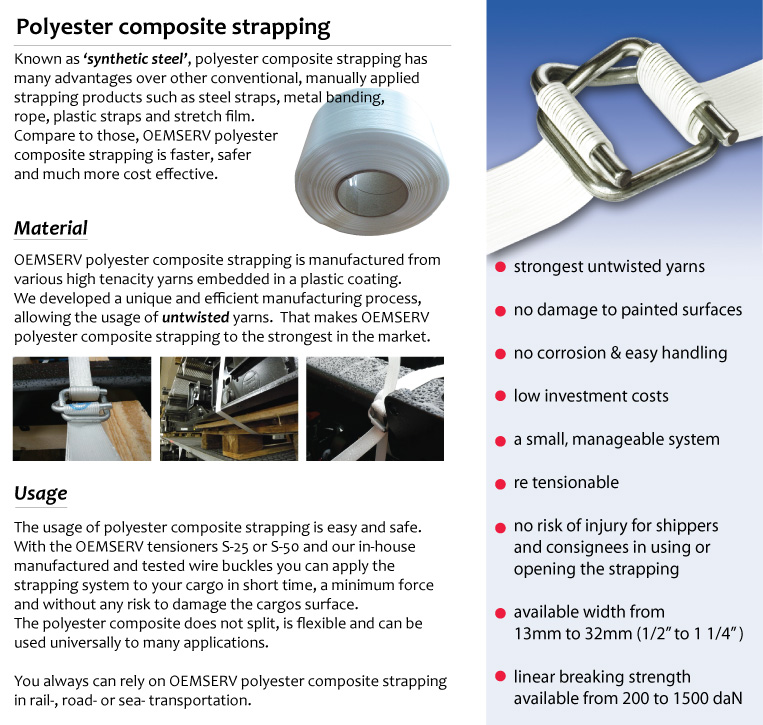 Polyester composite strapping
Known as ‘synthetic steel’, polyester composite strapping has
many advantages over other conventional, manually applied
strapping products such as steel straps, metal banding,
rope, plastic straps and stretch film.
Compare to those, OEMSERV polyester
composite strapping is faster, safer
and much more cost effective.
Material
OEMSERV polyester composite strapping is manufactured from
various high tenacity yarns embedded in a plastic coating.
We developed a unique and efficient manufacturing process,
allowing the usage of untwisted yarns.  That makes OEMSERV
polyester composite strapping to the strongest in the market.
Usage
The usage of polyester composite strapping is easy and safe.
With the OEMSERV tensioners S-25 or S-50 and our in-house
manufactured and tested wire buckles you can apply the
strapping system to your cargo in short time, a minimum force
and without any risk to damage the cargos surface.
The polyester composite does not split, is flexible and can be
used universally to many applications.
You always can rely on OEMSERV polyester composite strapping
in rail-, road- or sea- transportation.
strongest untwisted yarns
no damage to painted surfaces
no corrosion & easy handling
low investment costs
a small, manageable system
re tensionable
no risk of injury for shippers
and consignees in using or
opening the strapping
available width from
13mm to 32mm (1/2” to 1 1/4” )
linear breaking strength
available from 200 to 1500 daN